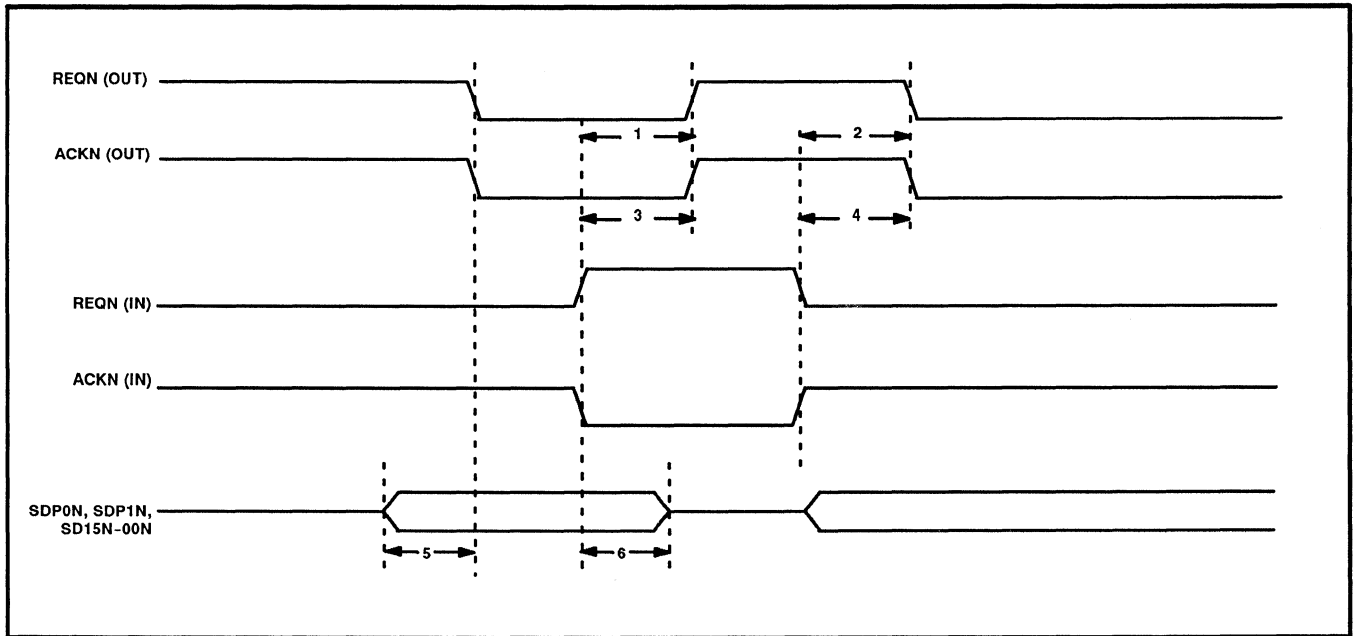 REQN (OUT)
1
2
ACKN (OUT)
3
4
REQN (IN)
ACKN (IN)
SDP0N, SDP1N,
SD15N-00N
5
6